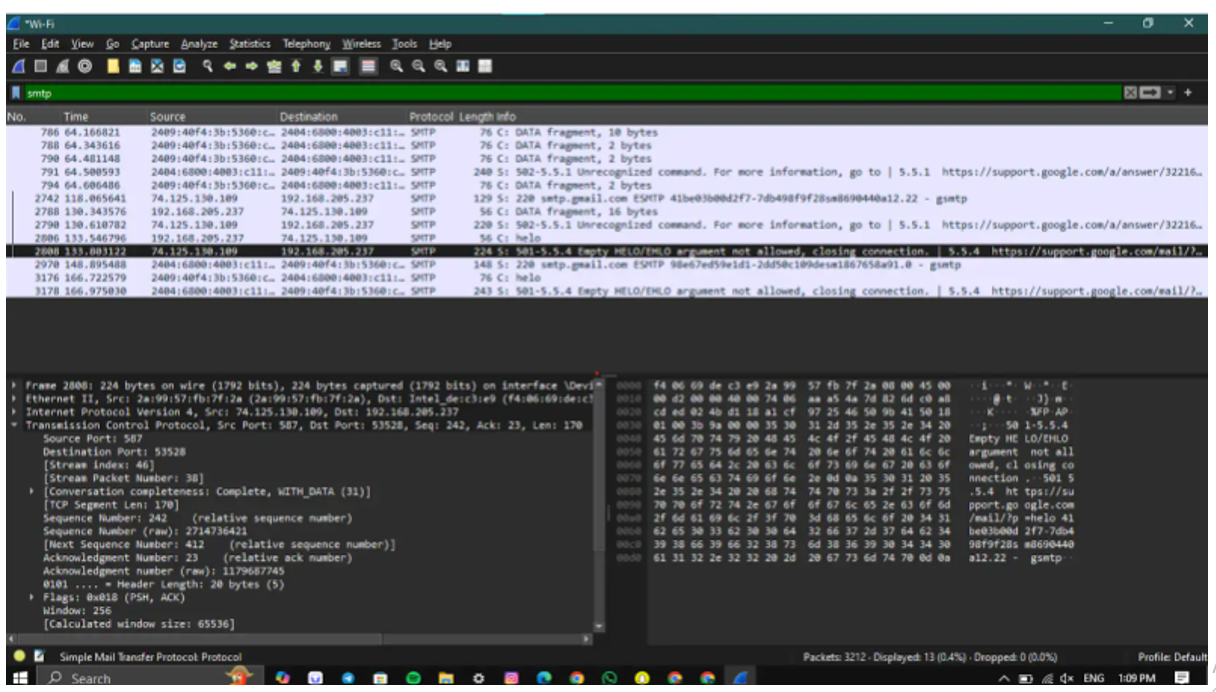 *Wi-Fi
File Edit View Go Capture Analyze Statistics Telephony Wireless Tools Help
smtp
No. Time Source Destination Protocol Length Info
786 64.166821 2409:40f4:3b:5360:c… 2404:6800:4003:c11:… SMTP 76 C: DATA fragment, 10 bytes
788 64.343616 2409:40f4:3b:5360:c… 2404:6800:4003:c11:… SMTP 76 C: DATA fragment, 2 bytes
790 64.481148 2409:40f4:3b:5360:c… 2404:6800:4003:c11:… SMTP 76 C: DATA fragment, 2 bytes
791 64.500593 2404:6800:4003:c11:… 2409:40f4:3b:5360:c… SMTP 240 S: 502-5.5.1 Unrecognized command. For more information, go to | 5.5.1 https://support.google.com/a/answer/32216…
794 64.606486 2409:40f4:3b:5360:c… 2404:6800:4003:c11:… SMTP 76 C: DATA fragment, 2 bytes
2742 118.065641 74.125.130.109 192.168.205.237 SMTP 129 S: 220 smtp.gmail.com ESMTP 41be03b00d2f7-7db498f9f28sm8690440a12.22 - gsmtp
2788 130.343576 192.168.205.237 74.125.130.109 SMTP 56 C: DATA fragment, 16 bytes
2790 130.610782 74.125.130.109 192.168.205.237 SMTP 220 S: 502-5.5.1 Unrecognized command. For more information, go to | 5.5.1 https://support.google.com/a/answer/32216…
2806 133.546796 192.168.205.237 74.125.130.109 SMTP 56 C: helo
2808 133.803122 74.125.130.109 192.168.205.237 SMTP 224 S: 501-5.5.4 Empty HELO/EHLO argument not allowed, closing connection. | 5.5.4 https://support.google.com/mail/?…
2970 148.895488 2404:6800:4003:c11:… 2409:40f4:3b:5360:c… SMTP 148 S: 220 smtp.gmail.com ESMTP 98e67ed59e1d1-2dd50c109desm1867658a91.0 - gsmtp
3176 166.722579 2409:40f4:3b:5360:c… 2404:6800:4003:c11:… SMTP 76 C: helo
3178 166.975030 2404:6800:4003:c11:… 2409:40f4:3b:5360:c… SMTP 243 S: 501-5.5.4 Empty HELO/EHLO argument not allowed, closing connection. | 5.5.4 https://support.google.com/mail/?…
Frame 2808: 224 bytes on wire (1792 bits), 224 bytes captured (1792 bits) on interface \Devi
Ethernet II, Src: 2a:99:57:fb:7f:2a (2a:99:57:fb:7f:2a), Dst: Intel_de:c3:e9 (f4:06:69:de:c3
Internet Protocol Version 4, Src: 74.125.130.109, Dst: 192.168.205.237
Transmission Control Protocol, Src Port: 587, Dst Port: 53528, Seq: 242, Ack: 23, Len: 170
Source Port: 587
Destination Port: 53528
[Stream index: 46]
[Stream Packet Number: 38]
[Conversation completeness: Complete, WITH_DATA (31)]
[TCP Segment Len: 170]
Sequence Number: 242 (relative sequence number)
Sequence Number (raw): 2714736421
[Next Sequence Number: 412 (relative sequence number)]
Acknowledgment Number: 23 (relative ack number)
Acknowledgment number (raw): 1179687745
0101 .... = Header Length: 20 bytes (5)
Flags: 0x018 (PSH, ACK)
Window: 256
[Calculated window size: 65536]
0000 f4 06 69 de c3 e9 2a 99 57 fb 7f 2a 08 00 45 00 ··i···*· W··*··E·
0010 00 d2 00 00 40 00 74 06 aa a5 4a 7d 82 6d c0 a8 ····@·t· ··J}·m··
0020 cd ed 02 4b d1 18 a1 cf 97 25 46 50 9b 41 50 18 ···K···· ·%FP·AP·
0030 01 00 3b 9a 00 00 35 30 31 2d 35 2e 35 2e 34 20 ··;···50 1-5.5.4
0040 45 6d 70 74 79 20 48 45 4c 4f 2f 45 48 4c 4f 20 Empty HE LO/EHLO
0050 61 72 67 75 6d 65 6e 74 20 6e 6f 74 20 61 6c 6c argument not all
0060 6f 77 65 64 2c 20 63 6c 6f 73 69 6e 67 20 63 6f owed, cl osing co
0070 6e 6e 65 63 74 69 6f 6e 2e 0d 0a 35 30 31 20 35 nnection .··501 5
0080 2e 35 2e 34 20 20 68 74 74 70 73 3a 2f 2f 73 75 .5.4 ht tps://su
0090 70 70 6f 72 74 2e 67 6f 6f 67 6c 65 2e 63 6f 6d pport.go ogle.com
00a0 2f 6d 61 69 6c 2f 3f 70 3d 68 65 6c 6f 20 34 31 /mail/?p =helo 41
00b0 62 65 30 33 62 30 30 64 32 66 37 2d 37 64 62 34 be03b00d 2f7-7db4
00c0 39 38 66 39 66 32 38 73 6d 38 36 39 30 34 34 30 98f9f28s m8690440
00d0 61 31 32 2e 32 32 20 2d 20 67 73 6d 74 70 0d 0a a12.22 - gsmtp··
Simple Mail Transfer Protocol: Protocol
Packets: 3212 · Displayed: 13 (0.4%) · Dropped: 0 (0.0%)
Profile: Default
Search
ENG 1:09 PM